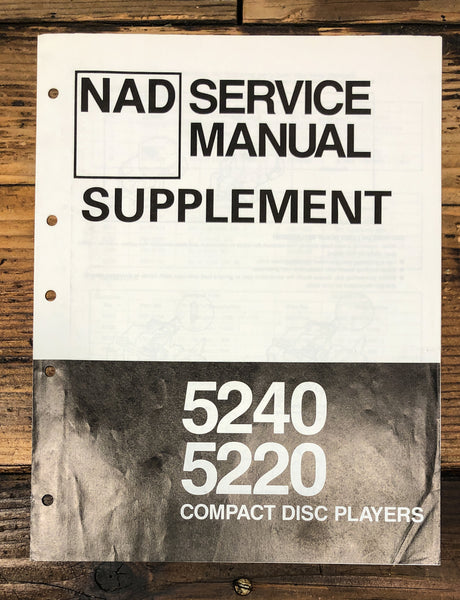 NAD SERVICE
MANUAL
SUPPLEMENT
5240
5220
COMPACT DISC PLAYERS